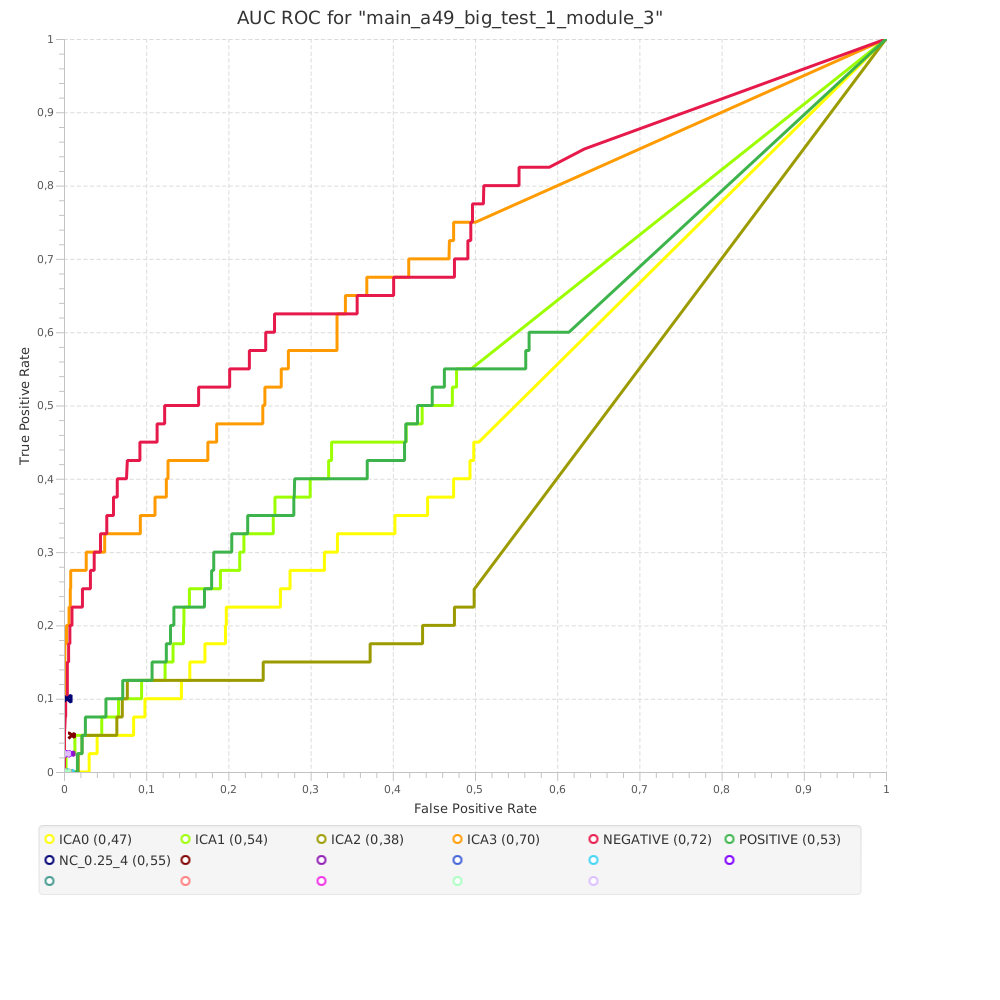 AUC ROC for "main_a49_big_test_1_module_3"
True Positive Rate
1
0,9
0,8
0,7
0,6
0,5
0,4
0,3
0,2
0,1
0
0 0,1 0,2 0,3 0,4 0,5 0,6 0,7 0,8 0,9 1
False Positive Rate
ICA0 (0,47) ICA1 (0,54) ICA2 (0,38) ICA3 (0,70) NEGATIVE (0,72) POSITIVE (0,53)
NC_0.25_4 (0,55)